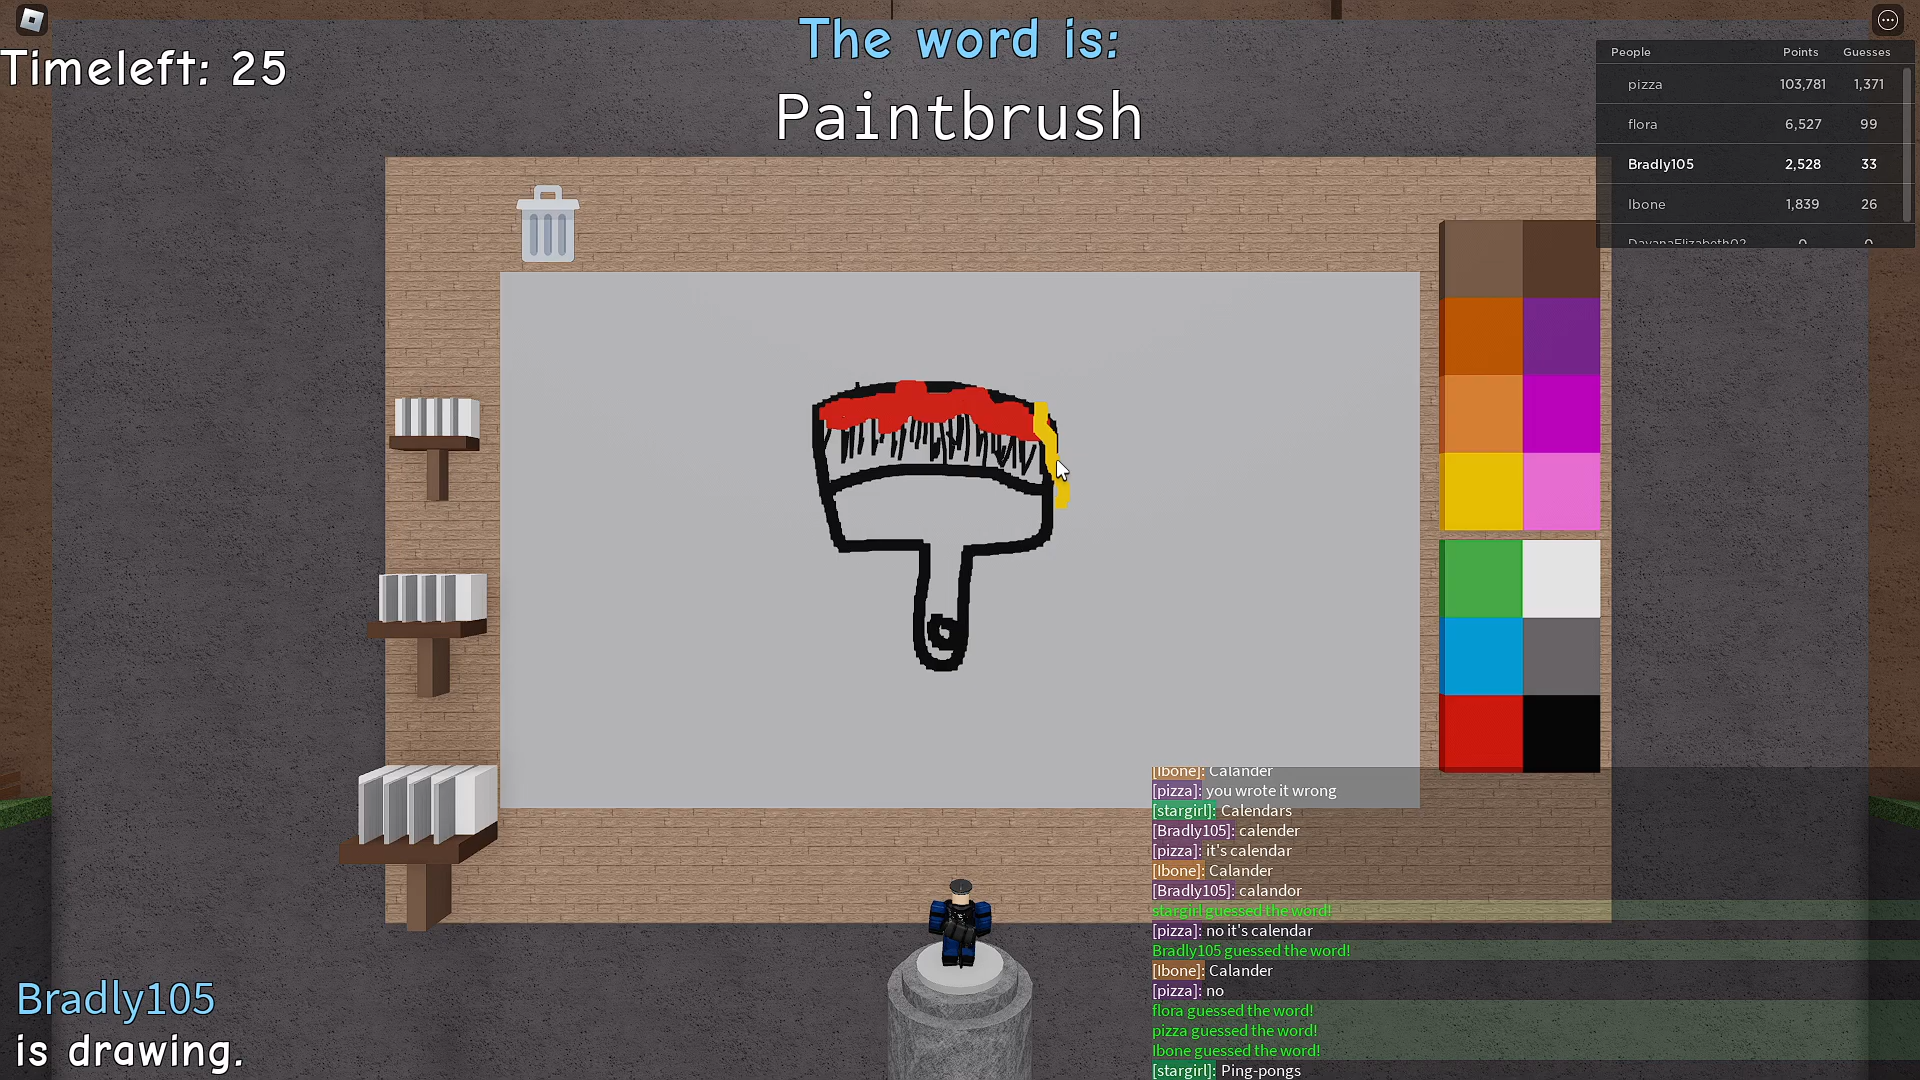 The word is:
Paintbrush
Timeleft: 25
People Points Guesses
pizza 103,781 1,371
flora 6,527 99
Bradly105 2,528 33
Ibone 1,839 26
DayanaElizabeth02 0 0
[Ibone]: Calander
[pizza]: you wrote it wrong
[stargirl]: Calendars
[Bradly105]: calender
[pizza]: it's calendar
[Ibone]: Calander
[Bradly105]: calandor
stargirl guessed the word!
[pizza]: no it's calendar
Bradly105 guessed the word!
[Ibone]: Calander
[pizza]: no
flora guessed the word!
pizza guessed the word!
Ibone guessed the word!
[stargirl]: Ping-pongs
Bradly105
is drawing.